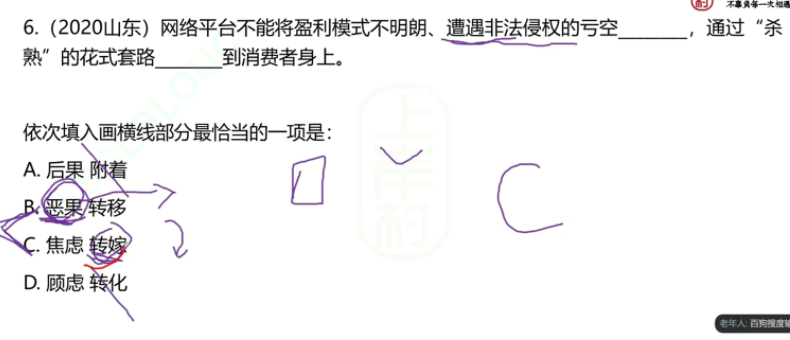 不辜负每一次相遇
6.（2020山东）网络平台不能将盈利模式不明朗、遭遇非法侵权的亏空______，通过“杀
熟”的花式套路______到消费者身上。
依次填入画横线部分最恰当的一项是：
A. 后果 附着
B. 恶果 转移
C. 焦虑 转嫁
D. 顾虑 转化
上岸村
老年人: 百狗搜度